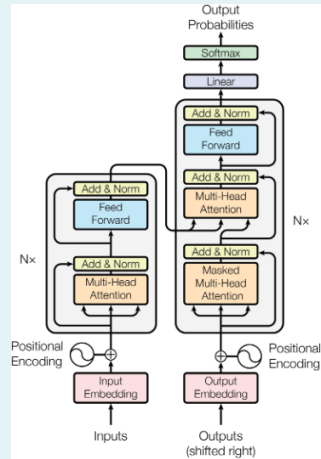 Output
Probabilities
Softmax
Linear
Add & Norm
Feed
Forward
Add & Norm
Multi-Head
Attention
Add & Norm
Masked
Multi-Head
Attention
Nx
Positional
Encoding
Output
Embedding
Outputs
(shifted right)
Add & Norm
Feed
Forward
Add & Norm
Multi-Head
Attention
Nx
Positional
Encoding
Input
Embedding
Inputs